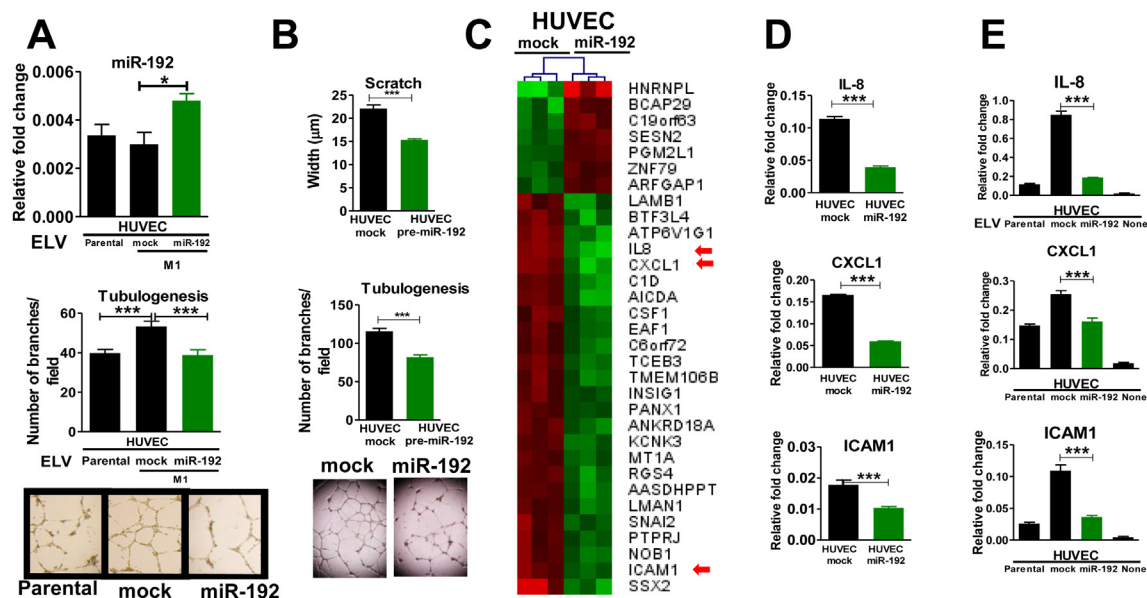 A
miR-192
*
Relative fold change
0.006
0.004
0.002
0.000
HUVEC
ELV
Parental
mock
miR-192
M1
Tubulogenesis
***
***
Number of branches/
field
60
40
20
0
HUVEC
ELV
Parental
mock
miR-192
M1
Parental
mock
miR-192
B
Scratch
***
Width (μm)
25
20
15
10
5
0
HUVEC
mock
HUVEC
pre-miR-192
Tubulogenesis
***
Number of branches/
field
150
100
50
0
HUVEC
mock
HUVEC
pre-miR-192
mock
miR-192
C
HUVEC
mock
miR-192
HNRNPL
BCAP29
C19orf63
SESN2
PGM2L1
ZNF79
ARFGAP1
LAMB1
BTF3L4
ATP6V1G1
IL8
CXCL1
C1D
AICDA
CSF1
EAF1
C6orf72
TCEB3
TMEM106B
INSIG1
PANX1
ANKRD18A
KCNK3
MT1A
RGS4
AASDHPPT
LMAN1
SNAI2
PTPRJ
NOB1
ICAM1
SSX2
D
IL-8
***
Relative fold change
0.15
0.10
0.05
0.00
HUVEC
mock
HUVEC
miR-192
CXCL1
***
Relative fold change
0.20
0.15
0.10
0.05
0.00
HUVEC
mock
HUVEC
miR-192
ICAM1
***
Relative fold change
0.03
0.02
0.01
0.00
HUVEC
mock
HUVEC
miR-192
E
IL-8
***
Relative fold change
1.0
0.8
0.6
0.4
0.2
0.0
HUVEC
ELV
Parental
mock
miR-192
None
CXCL1
***
Relative fold change
0.4
0.3
0.2
0.1
0.0
HUVEC
Parental
mock
miR-192
None
ICAM1
***
Relative fold change
0.15
0.10
0.05
0.00
HUVEC
Parental
mock
miR-192
None